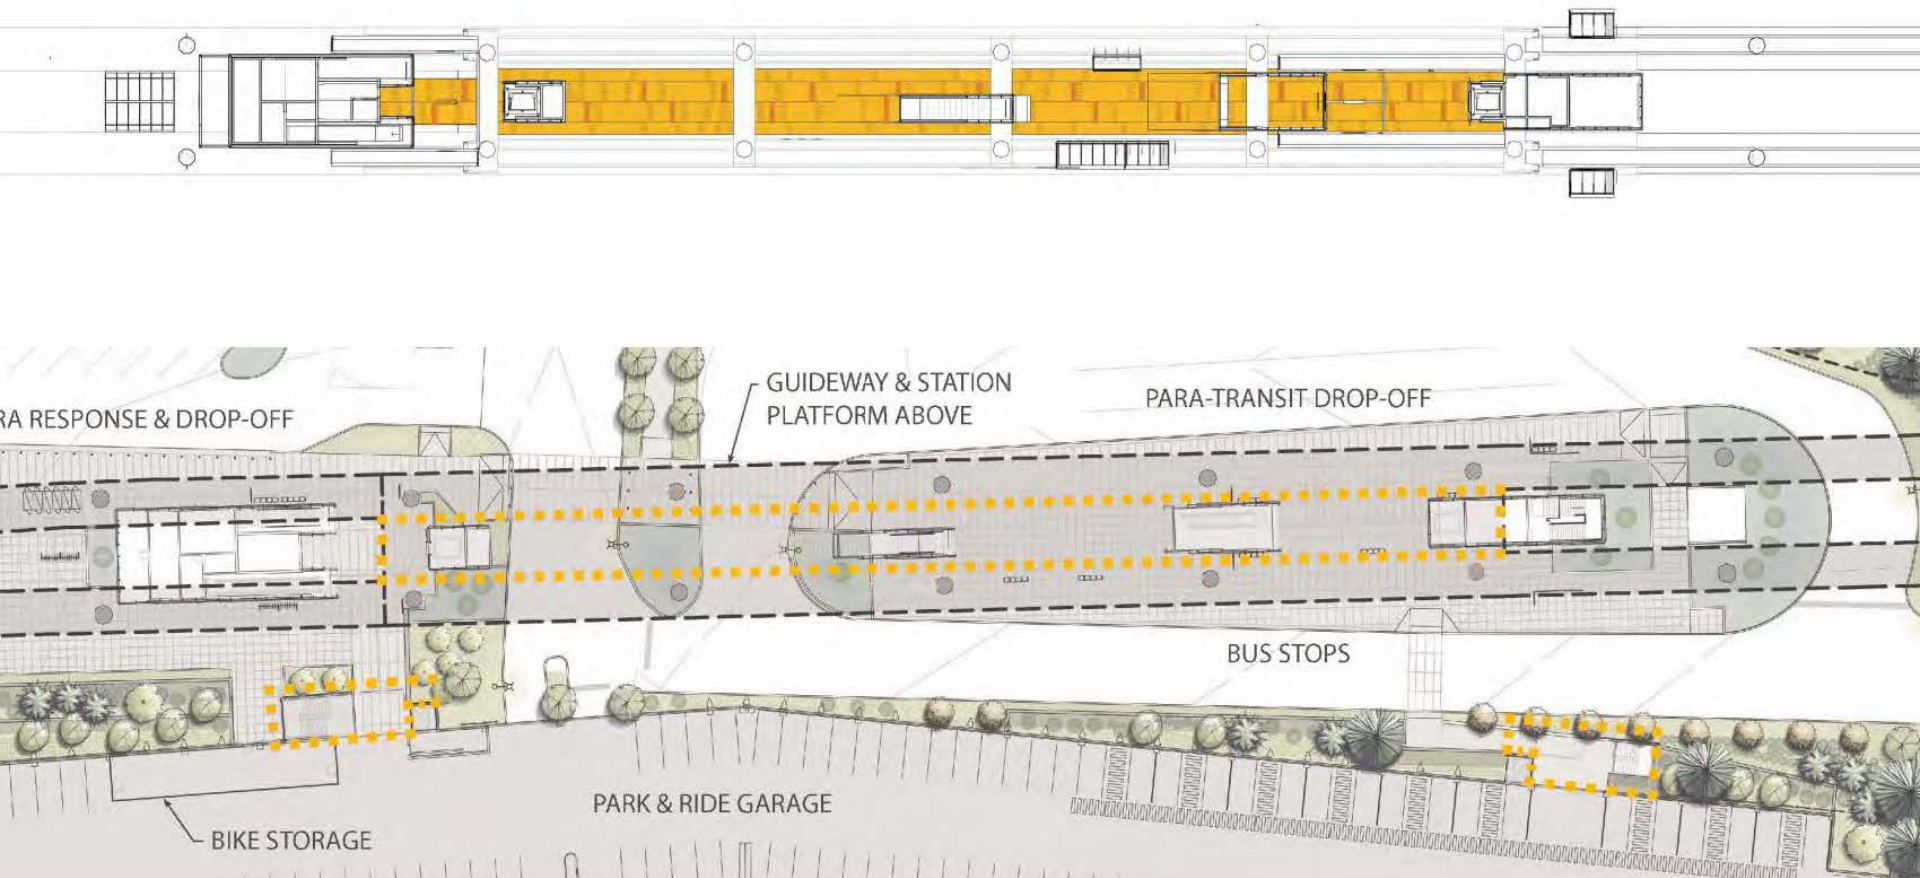 GUIDEWAY & STATION
PLATFORM ABOVE
PARA-TRANSIT DROP-OFF
RA RESPONSE & DROP-OFF
BUS STOPS
PARK & RIDE GARAGE
BIKE STORAGE